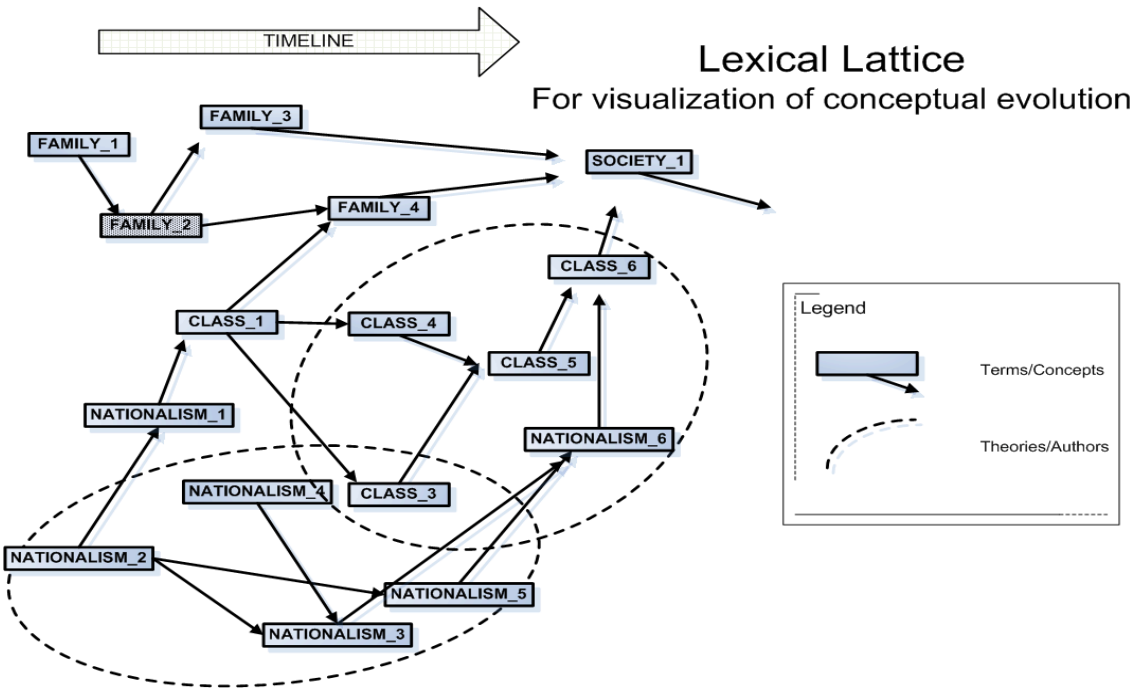 TIMELINE
Lexical Lattice
For visualization of conceptual evolution
FAMILY_3
FAMILY_1
SOCIETY_1
FAMILY_4
FAMILY_2
CLASS_6
Legend
CLASS_1
CLASS_4
CLASS_5
Terms/Concepts
NATIONALISM_1
NATIONALISM_6
Theories/Authors
NATIONALISM_4
CLASS_3
NATIONALISM_2
NATIONALISM_5
NATIONALISM_3